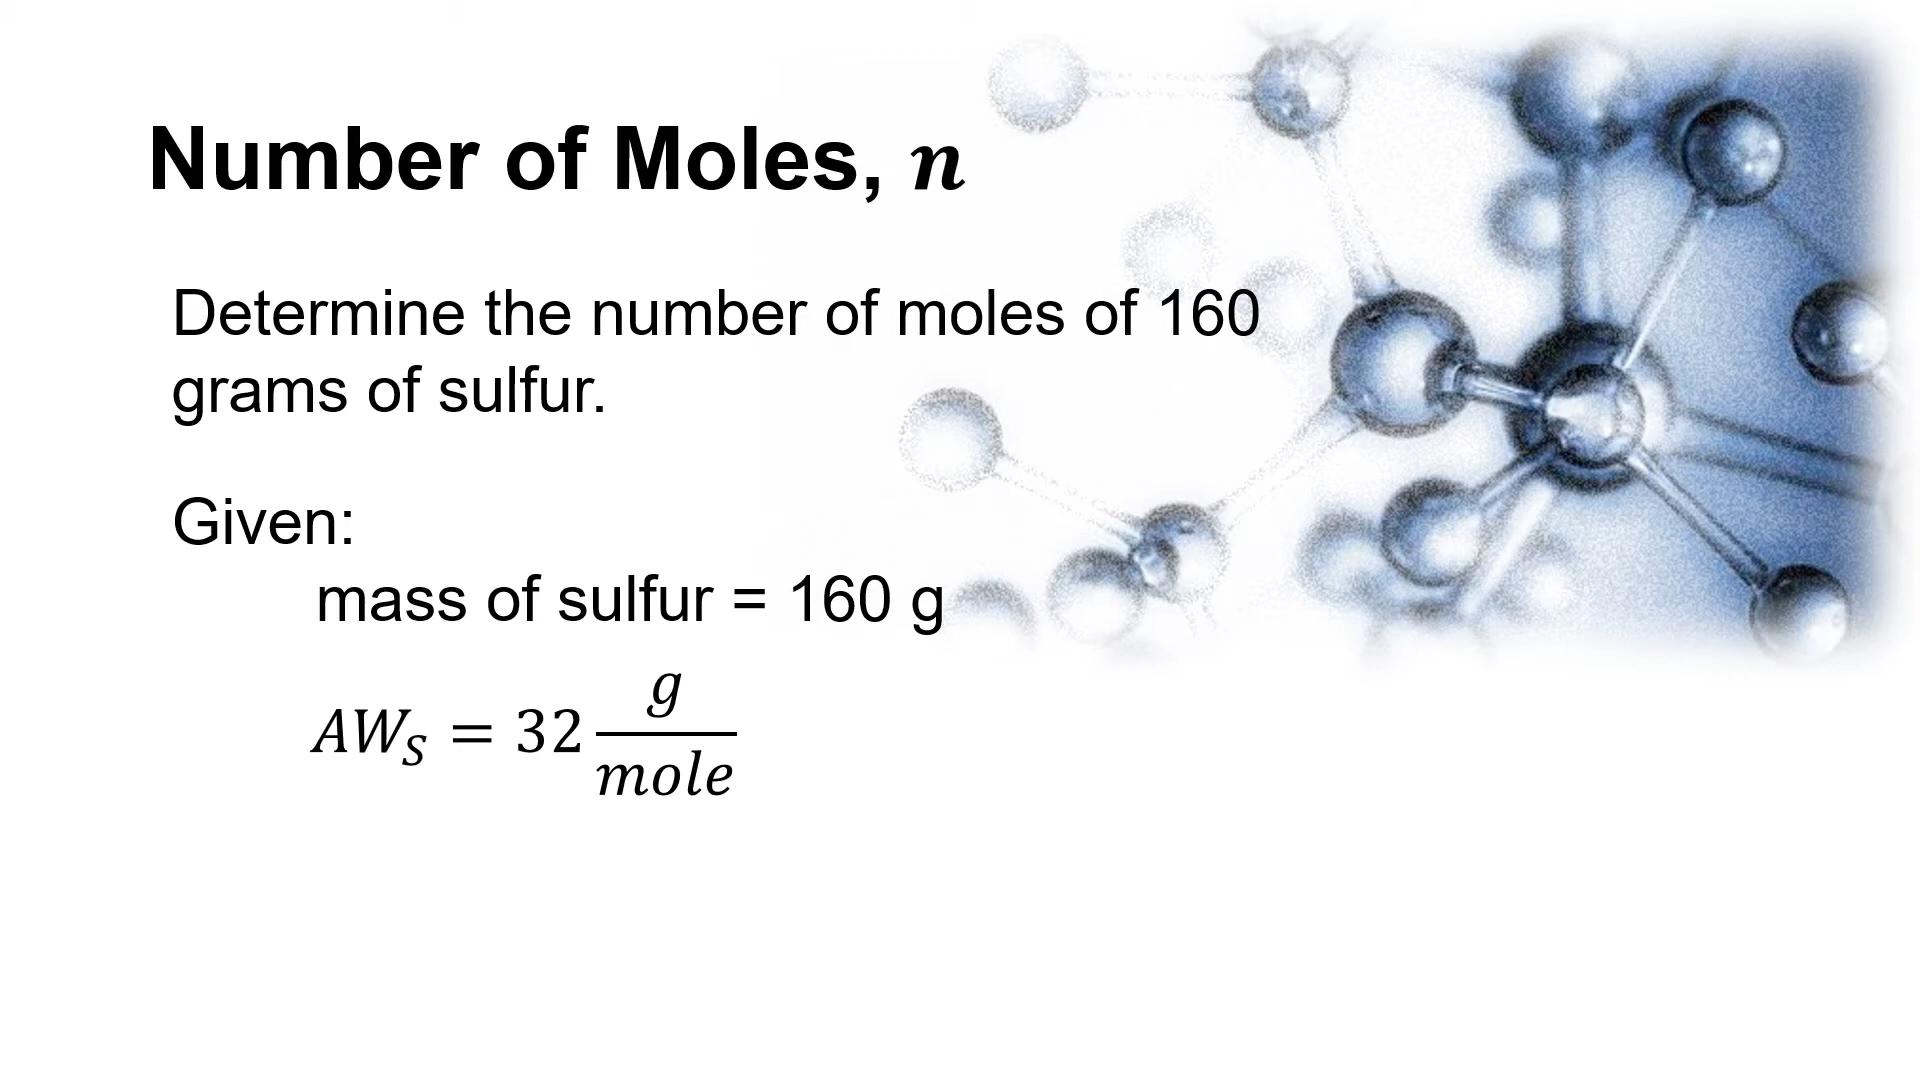 Number of Moles, n
Determine the number of moles of 160
grams of sulfur.
Given:
mass of sulfur = 160 g
AW_S = 32 g/mole